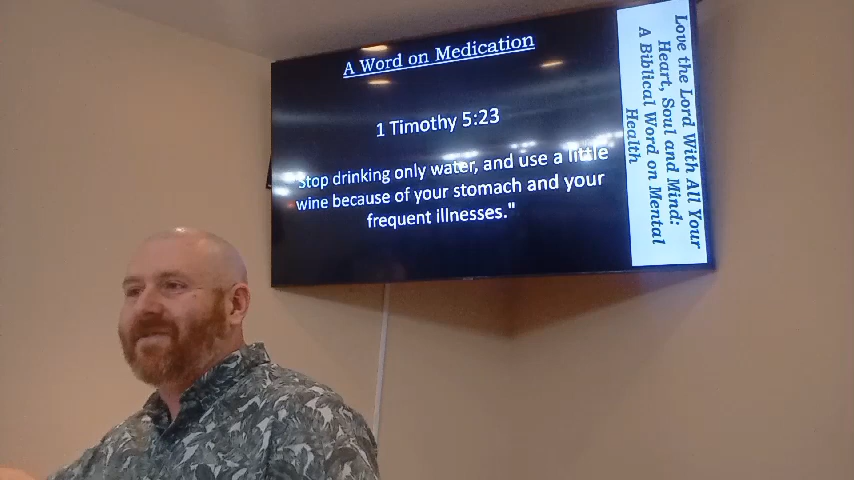 A Word on Medication
1 Timothy 5:23
"Stop drinking only water, and use a little
wine because of your stomach and your
frequent illnesses."
Love the Lord With All Your
Heart, Soul and Mind:
A Biblical Word on Mental
Health